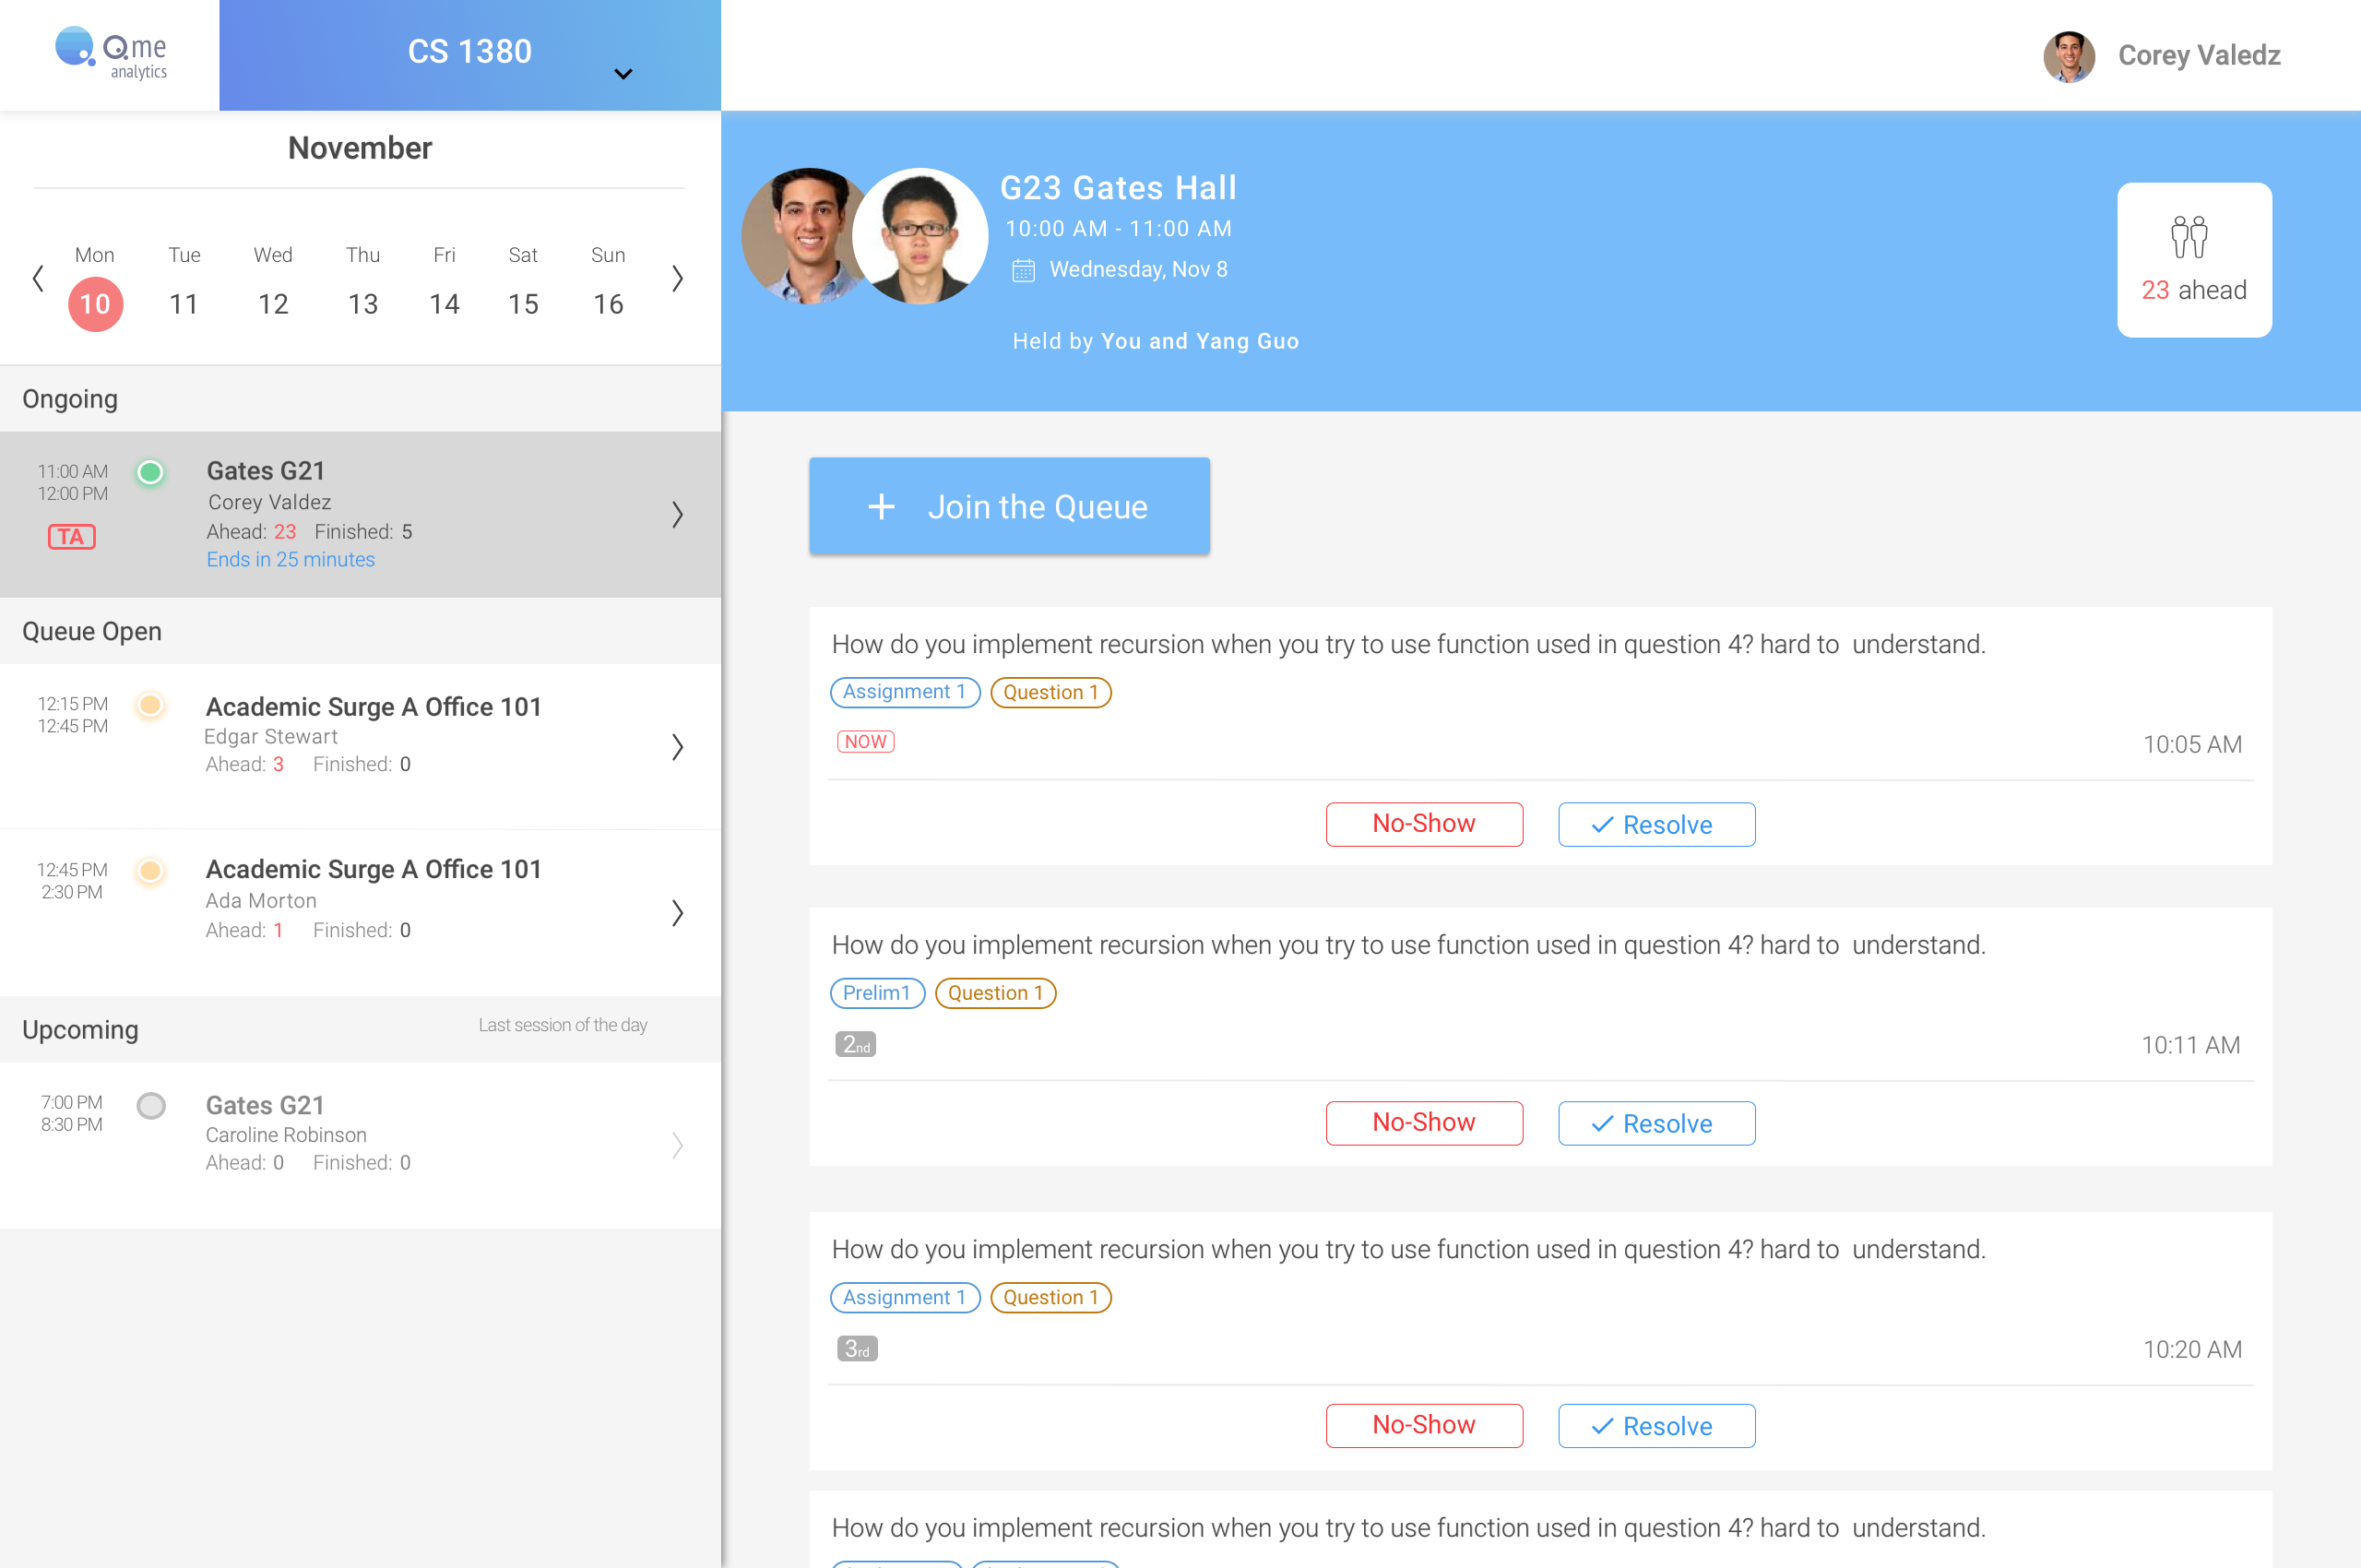 Qme
analytics
CS 1380
Corey Valedz
November
Mon Tue Wed Thu Fri Sat Sun
10 11 12 13 14 15 16
Ongoing
11:00 AM
12:00 PM
TA
Gates G21
Corey Valdez
Ahead: 23 Finished: 5
Ends in 25 minutes
Queue Open
12:15 PM
12:45 PM
Academic Surge A Office 101
Edgar Stewart
Ahead: 3 Finished: 0
12:45 PM
2:30 PM
Academic Surge A Office 101
Ada Morton
Ahead: 1 Finished: 0
Upcoming
Last session of the day
7:00 PM
8:30 PM
Gates G21
Caroline Robinson
Ahead: 0 Finished: 0
G23 Gates Hall
10:00 AM - 11:00 AM
Wednesday, Nov 8
Held by You and Yang Guo
23 ahead
+ Join the Queue
How do you implement recursion when you try to use function used in question 4? hard to understand.
Assignment 1 Question 1
NOW
10:05 AM
No-Show Resolve
How do you implement recursion when you try to use function used in question 4? hard to understand.
Prelim1 Question 1
2nd
10:11 AM
No-Show Resolve
How do you implement recursion when you try to use function used in question 4? hard to understand.
Assignment 1 Question 1
3rd
10:20 AM
No-Show Resolve
How do you implement recursion when you try to use function used in question 4? hard to understand.